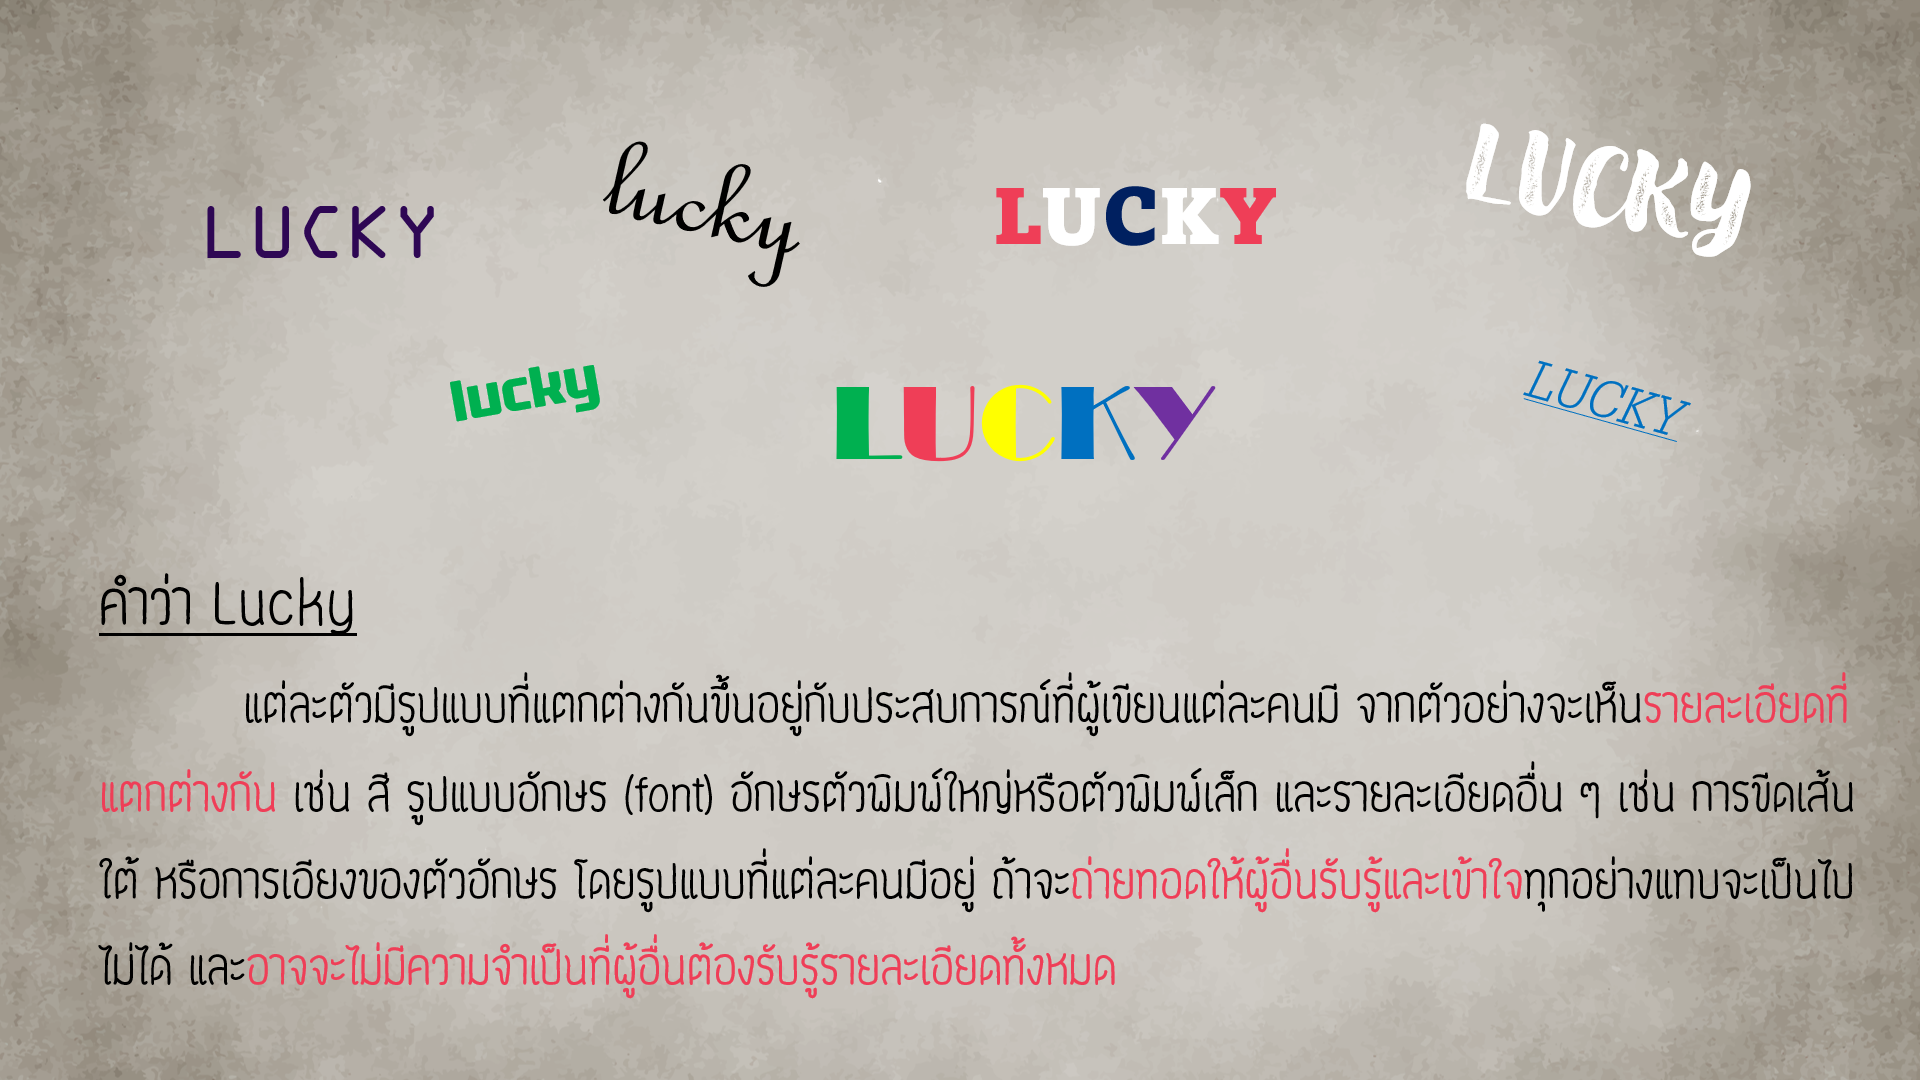 LUCKY
lucky
LUCKY
LUCKY
lucky
LUCKY
LUCKY
คำว่า Lucky
แต่ละตัวมีรูปแบบที่แตกต่างกันขึ้นอยู่กับประสบการณ์ที่ผู้เขียนแต่ละคนมี จากตัวอย่างจะเห็นรายละเอียดที่
แตกต่างกัน เช่น สี รูปแบบอักษร (font) อักษรตัวพิมพ์ใหญ่หรือตัวพิมพ์เล็ก และรายละเอียดอื่น ๆ เช่น การขีดเส้น
ใต้ หรือการเอียงของตัวอักษร โดยรูปแบบที่แต่ละคนมีอยู่ ถ้าจะถ่ายทอดให้ผู้อื่นรับรู้และเข้าใจทุกอย่างแทบจะเป็นไป
ไม่ได้ และอาจจะไม่มีความจำเป็นที่ผู้อื่นต้องรับรู้รายละเอียดทั้งหมด